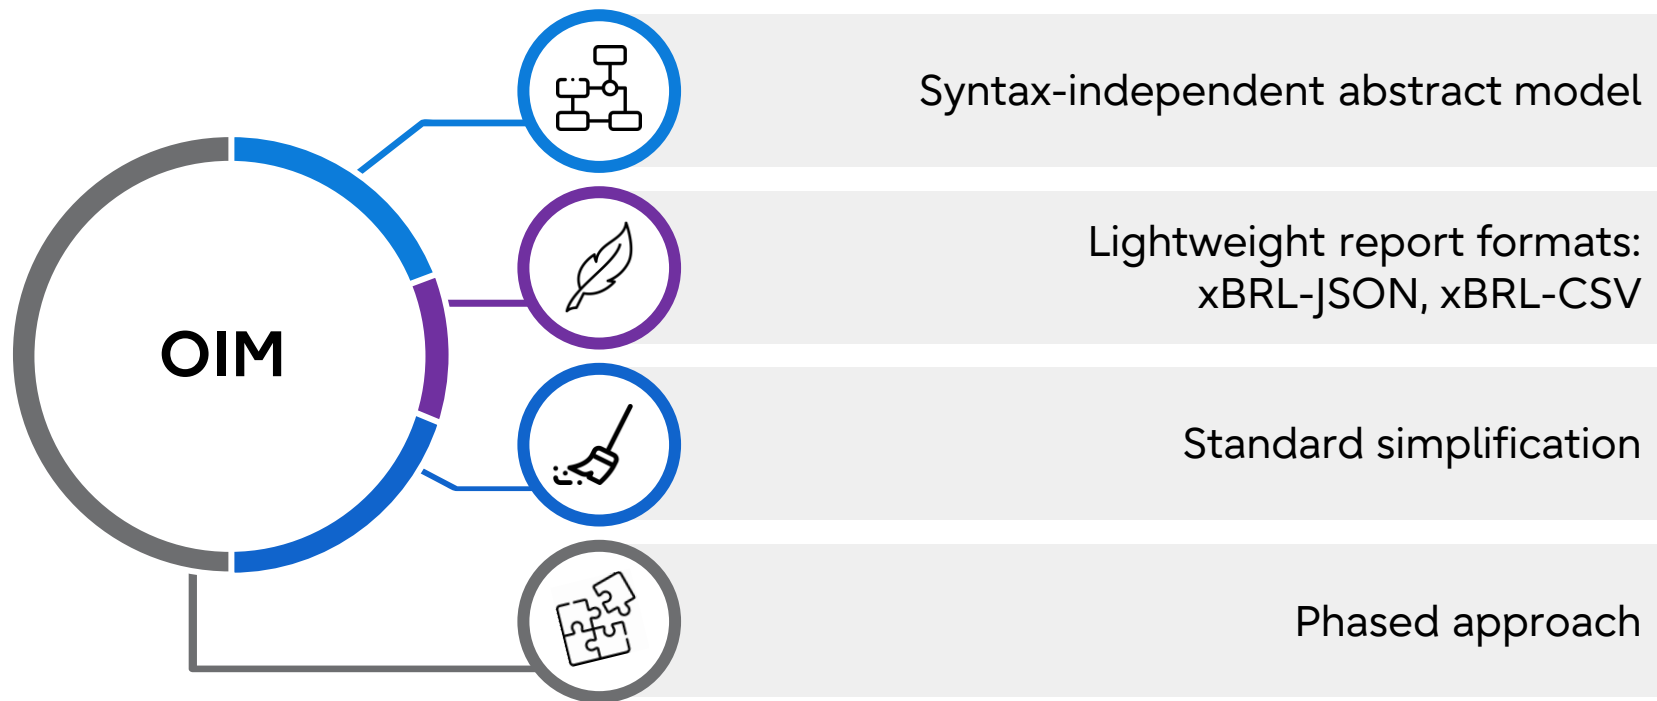 OIM
Syntax-independent abstract model
Lightweight report formats:
xBRL-JSON, xBRL-CSV
Standard simplification
Phased approach